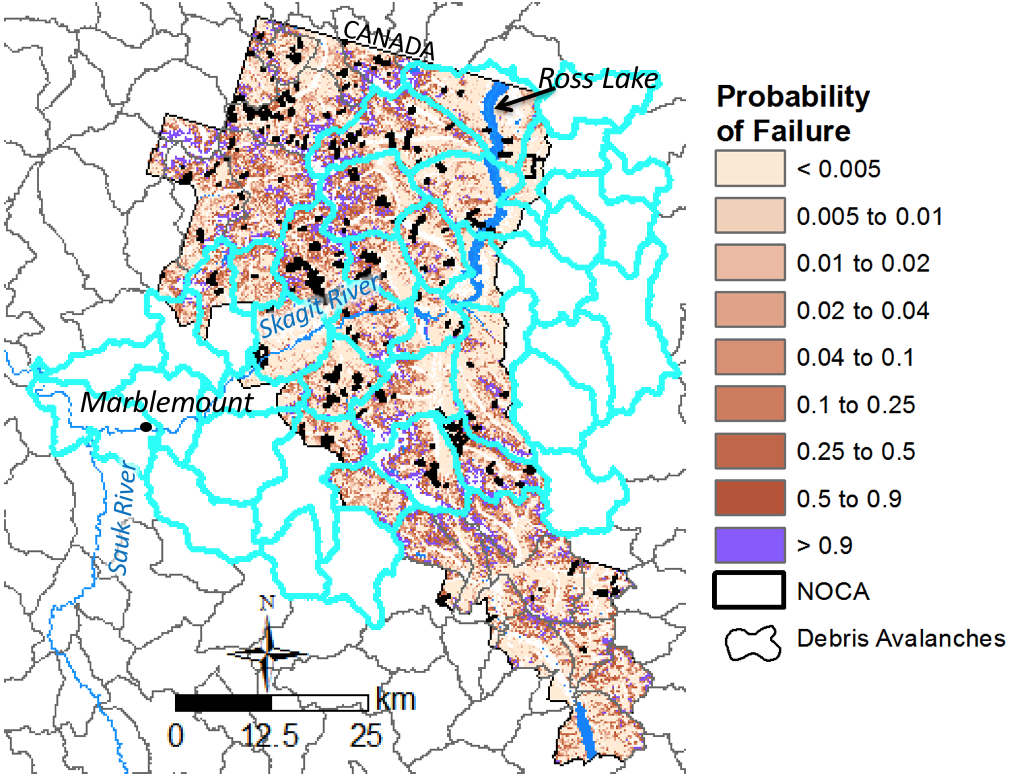 CANADA
Ross Lake
Skagit River
Marblemount
Sauk River
N
km
0 12.5 25
Probability
of Failure
< 0.005
0.005 to 0.01
0.01 to 0.02
0.02 to 0.04
0.04 to 0.1
0.1 to 0.25
0.25 to 0.5
0.5 to 0.9
> 0.9
NOCA
Debris Avalanches